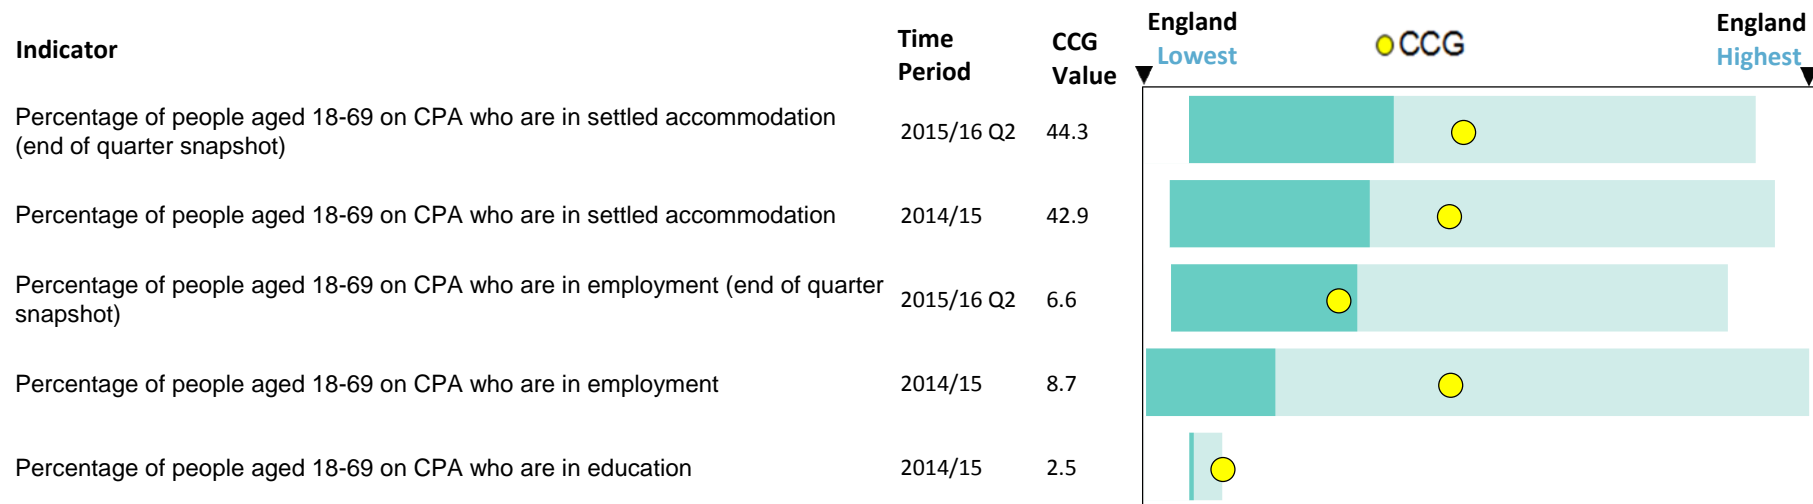 Indicator
Time Period
CCG Value
England Lowest
CCG
England Highest
Percentage of people aged 18-69 on CPA who are in settled accommodation
(end of quarter snapshot)
2015/16 Q2
44.3
Percentage of people aged 18-69 on CPA who are in settled accommodation
2014/15
42.9
Percentage of people aged 18-69 on CPA who are in employment (end of quarter
snapshot)
2015/16 Q2
6.6
Percentage of people aged 18-69 on CPA who are in employment
2014/15
8.7
Percentage of people aged 18-69 on CPA who are in education
2014/15
2.5